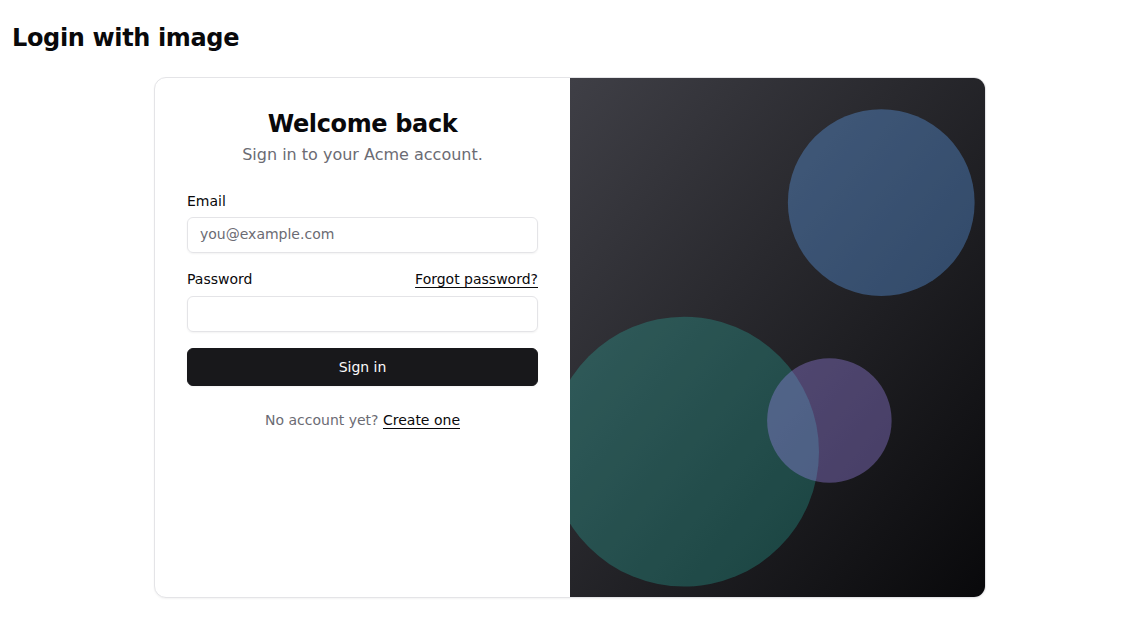 Login with image
Welcome back
Sign in to your Acme account.
Email
you@example.com
Password Forgot password?
Sign in
No account yet? Create one